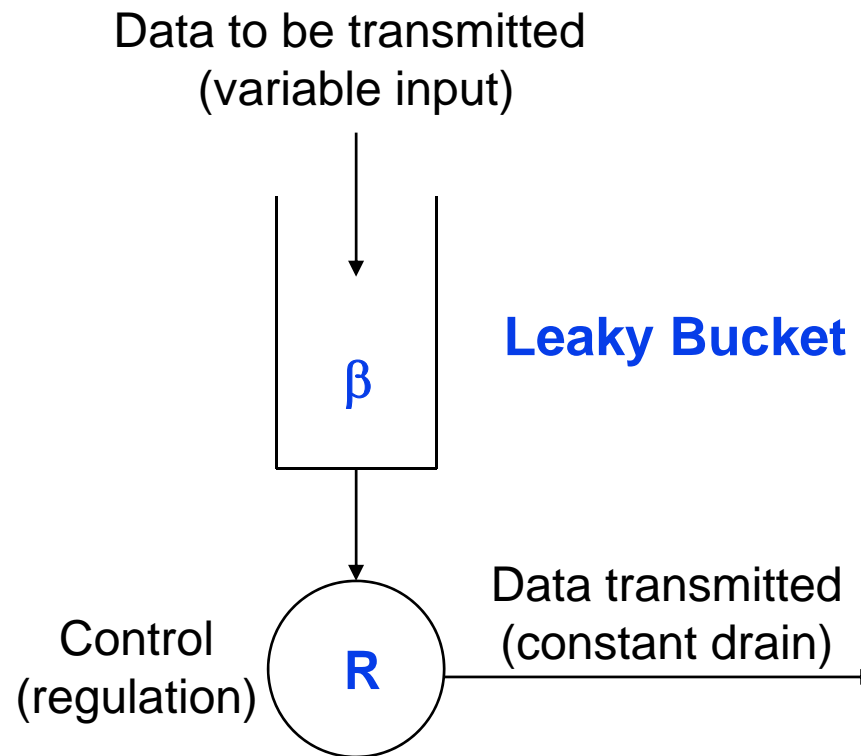 Data to be transmitted
(variable input)
Leaky Bucket
β
Data transmitted
(constant drain)
Control
(regulation)
R